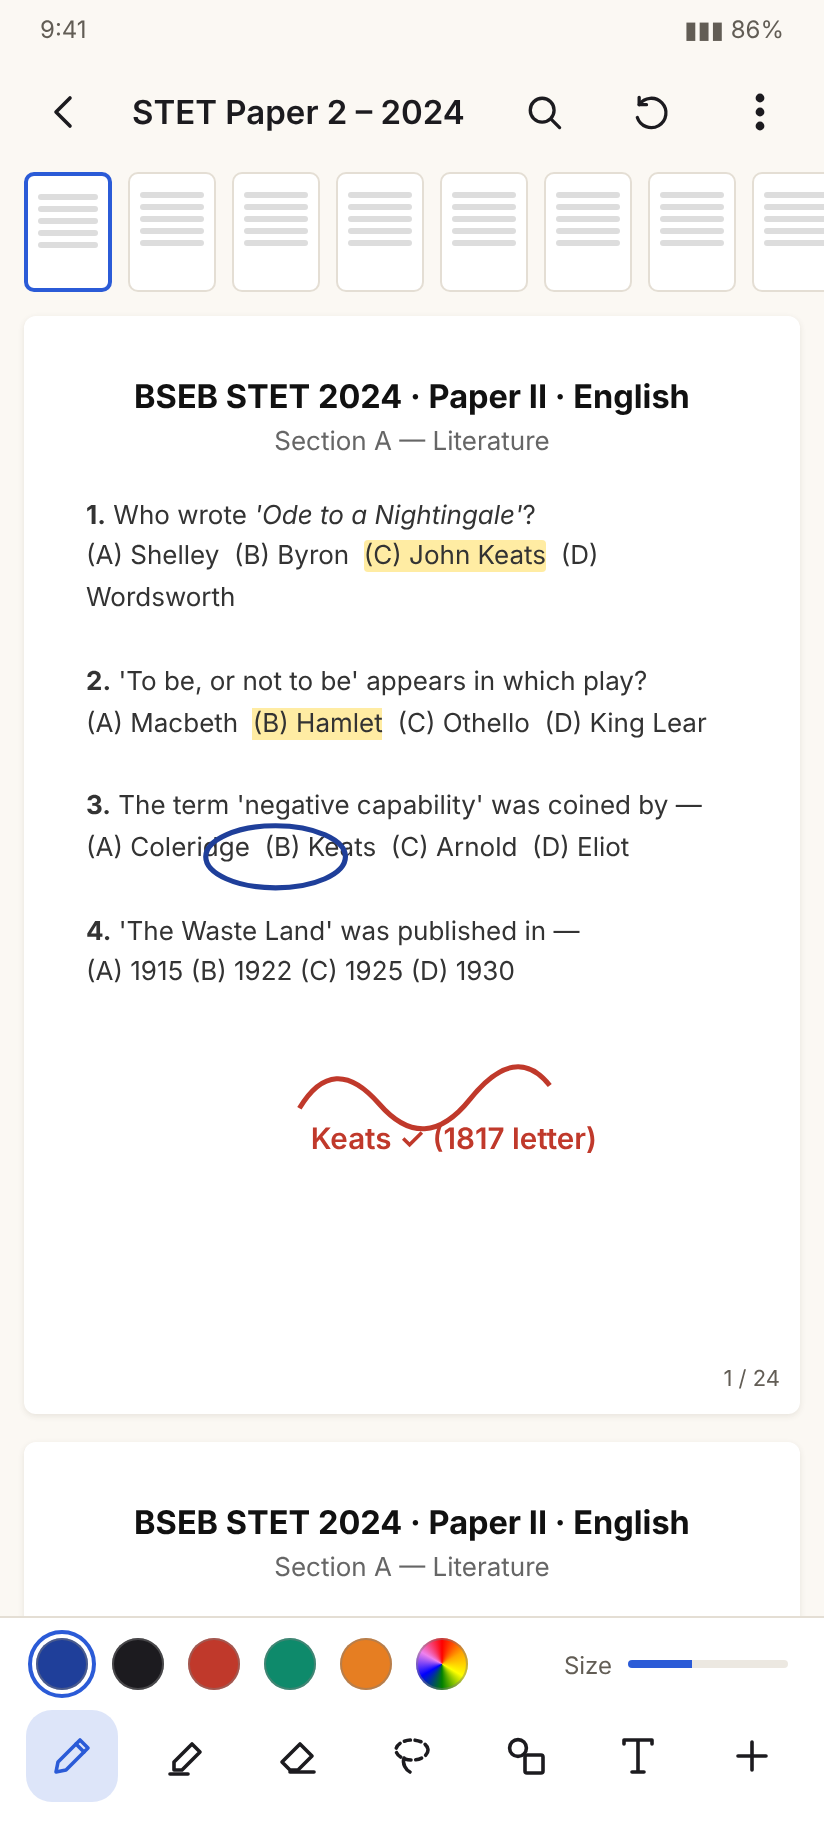 9:41 86%
STET Paper 2 – 2024
BSEB STET 2024 · Paper II · English
Section A — Literature
1. Who wrote 'Ode to a Nightingale'?
(A) Shelley (B) Byron (C) John Keats (D)
Wordsworth
2. 'To be, or not to be' appears in which play?
(A) Macbeth (B) Hamlet (C) Othello (D) King Lear
3. The term 'negative capability' was coined by —
(A) Coleridge (B) Keats (C) Arnold (D) Eliot
4. 'The Waste Land' was published in —
(A) 1915 (B) 1922 (C) 1925 (D) 1930
Keats ✓ (1817 letter)
1 / 24
BSEB STET 2024 · Paper II · English
Section A — Literature
Size